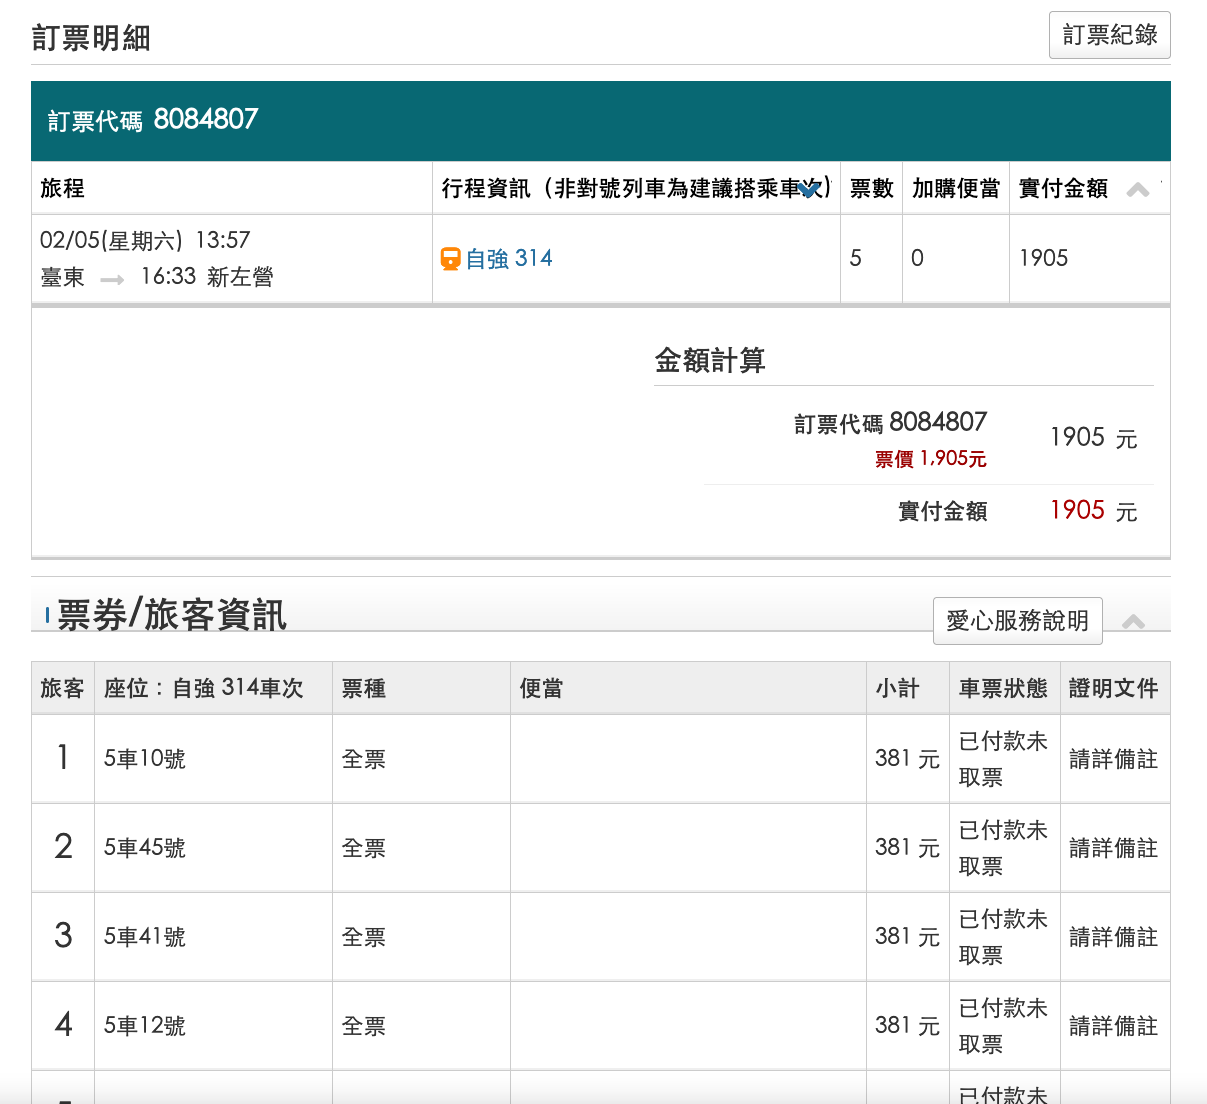 訂票明細
訂票紀錄
訂票代碼 8084807
旅程 行程資訊（非對號列車為建議搭乘車次) 票數 加購便當 實付金額
02/05(星期六) 13:57
臺東 → 16:33 新左營
自強 314
5
0
1905
金額計算
訂票代碼 8084807
票價 1,905元
1905 元
實付金額 1905 元
票券/旅客資訊
愛心服務說明
旅客 座位：自強 314車次 票種 便當 小計 車票狀態 證明文件
1 5車10號 全票 381 元 已付款未
取票 請詳備註
2 5車45號 全票 381 元 已付款未
取票 請詳備註
3 5車41號 全票 381 元 已付款未
取票 請詳備註
4 5車12號 全票 381 元 已付款未
取票 請詳備註
已付款未